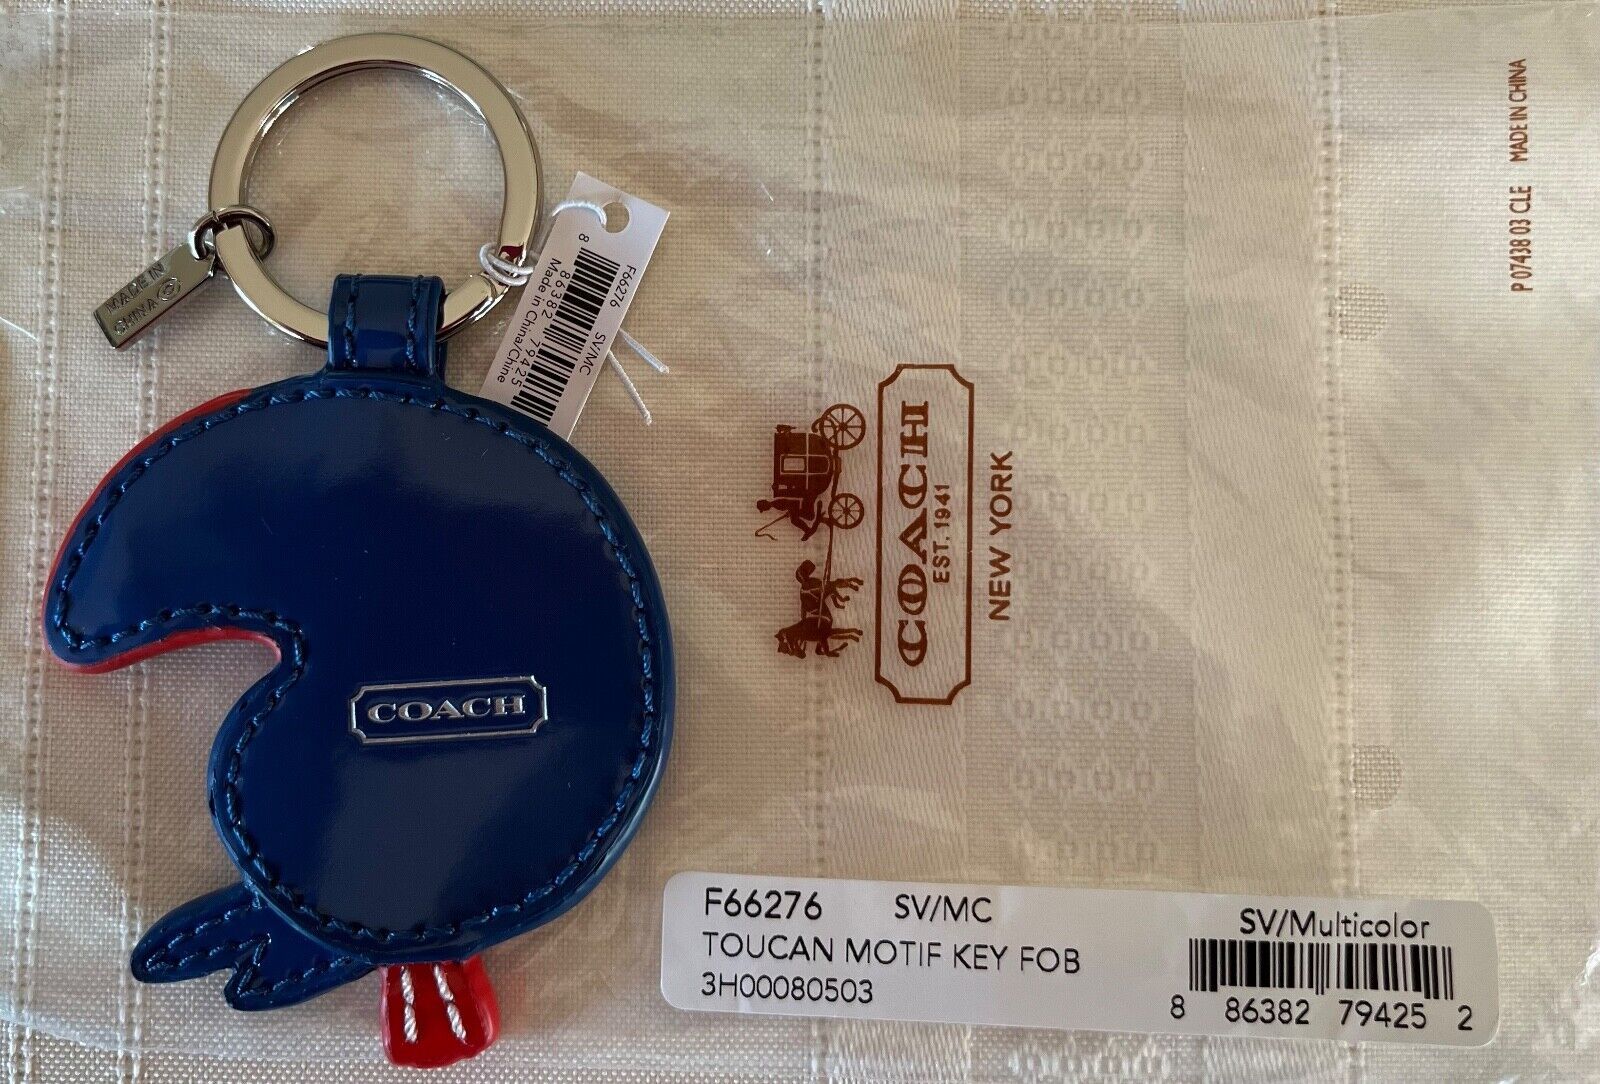 MADE IN
CHINA ©
F66276 SV/MC
8 86382 79425
Made in China/Chine
COACH
COACH
EST. 1941
NEW YORK
P 07438 03 CLE MADE IN CHINA
F66276 SV/MC SV/Multicolor
TOUCAN MOTIF KEY FOB
3H00080503
8 86382 79425 2